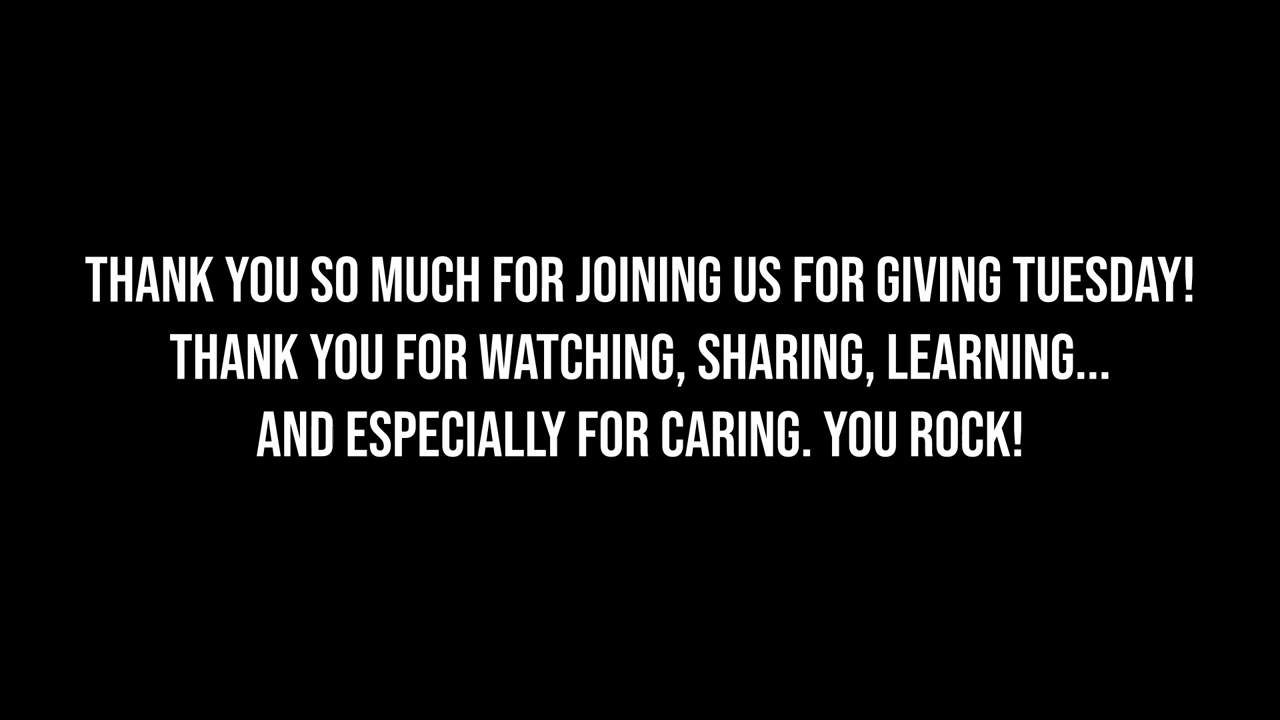 THANK YOU SO MUCH FOR JOINING US FOR GIVING TUESDAY!
THANK YOU FOR WATCHING, SHARING, LEARNING...
AND ESPECIALLY FOR CARING. YOU ROCK!